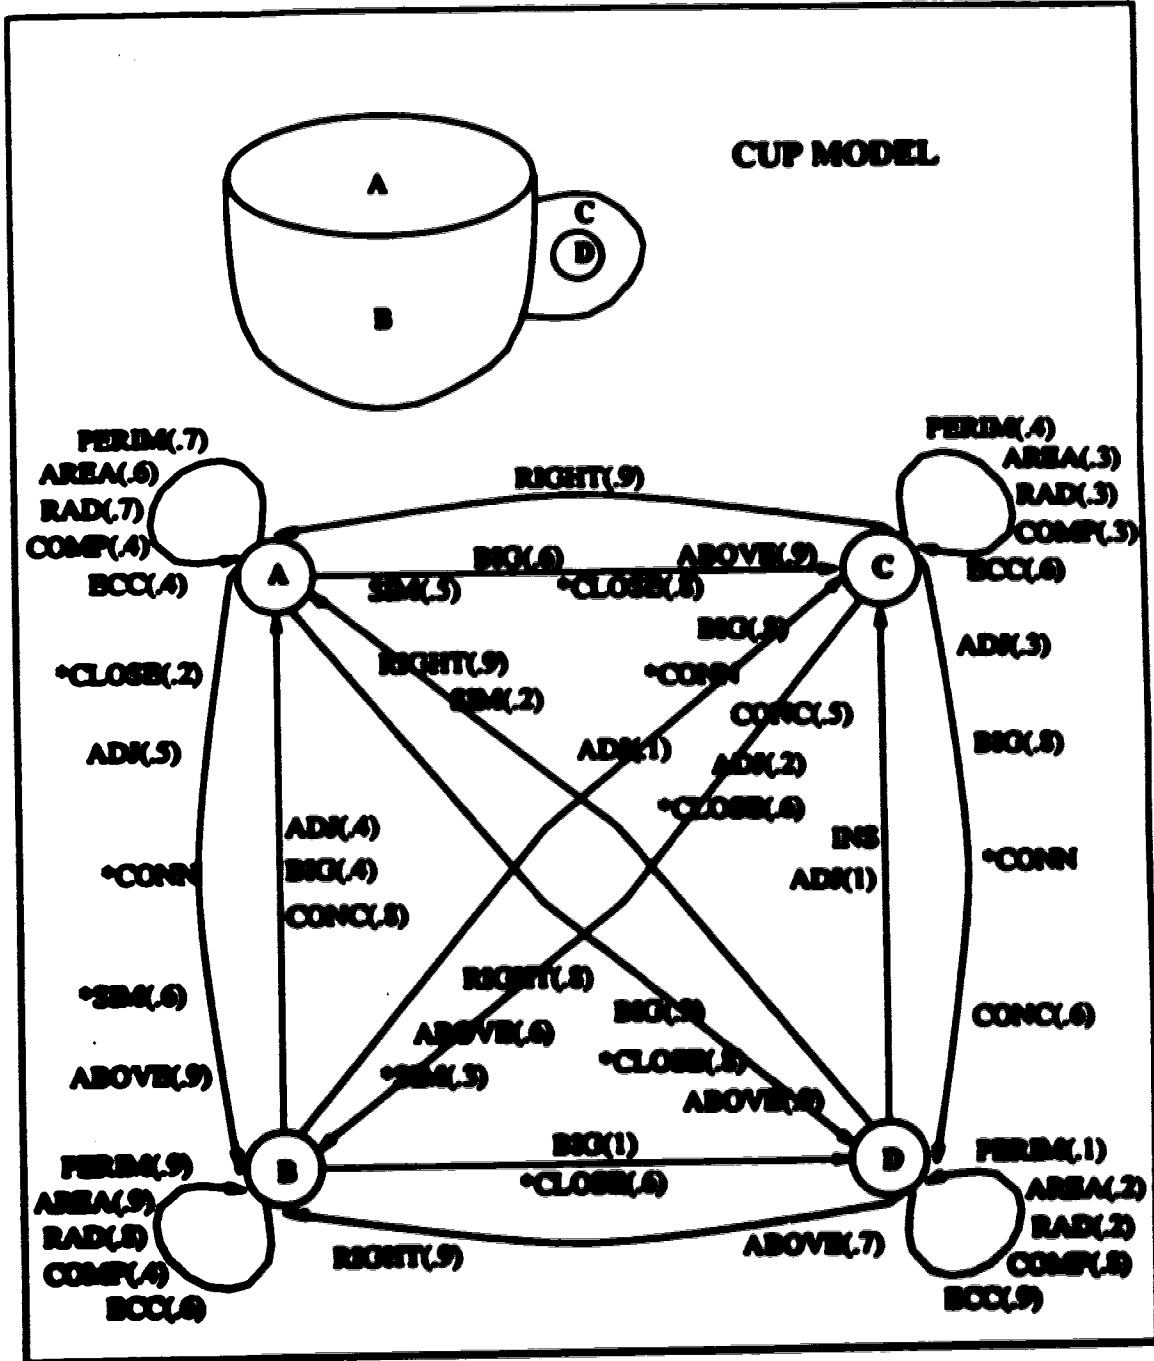 CUP MODEL
A
C
D
B
PERIM(.7)
AREA(.6)
RAD(.7)
COMP(.4)
ECC(.4)
RIGHT(.9)
PERIM(.4)
AREA(.3)
RAD(.3)
COMP(.3)
ECC(.6)
A
C
BIG(.6)
ABOVE(.9)
SIM(.5)
*CLOSE(.8)
*CLOSE(.2)
ADJ(.5)
*CONN
*SIM(.6)
ABOVE(.9)
RIGHT(.9)
SIM(.2)
*CONN
ADJ(.1)
CONC(.5)
ADJ(.2)
*CLOSE(.6)
ADJ(.3)
BIG(.8)
*CONN
CONC(.6)
ADJ(.4)
BIG(.4)
CONC(.8)
INS
ADJ(1)
RIGHT(.8)
ABOVE(.6)
*SIM(.3)
*CLOSE(.8)
BIG(1)
*CLOSE(.6)
B
D
PERIM(.9)
AREA(.9)
RAD(.8)
COMP(.4)
ECC(.6)
RIGHT(.9)
ABOVE(.7)
PERIM(.1)
AREA(.2)
RAD(.2)
COMP(.8)
ECC(.9)